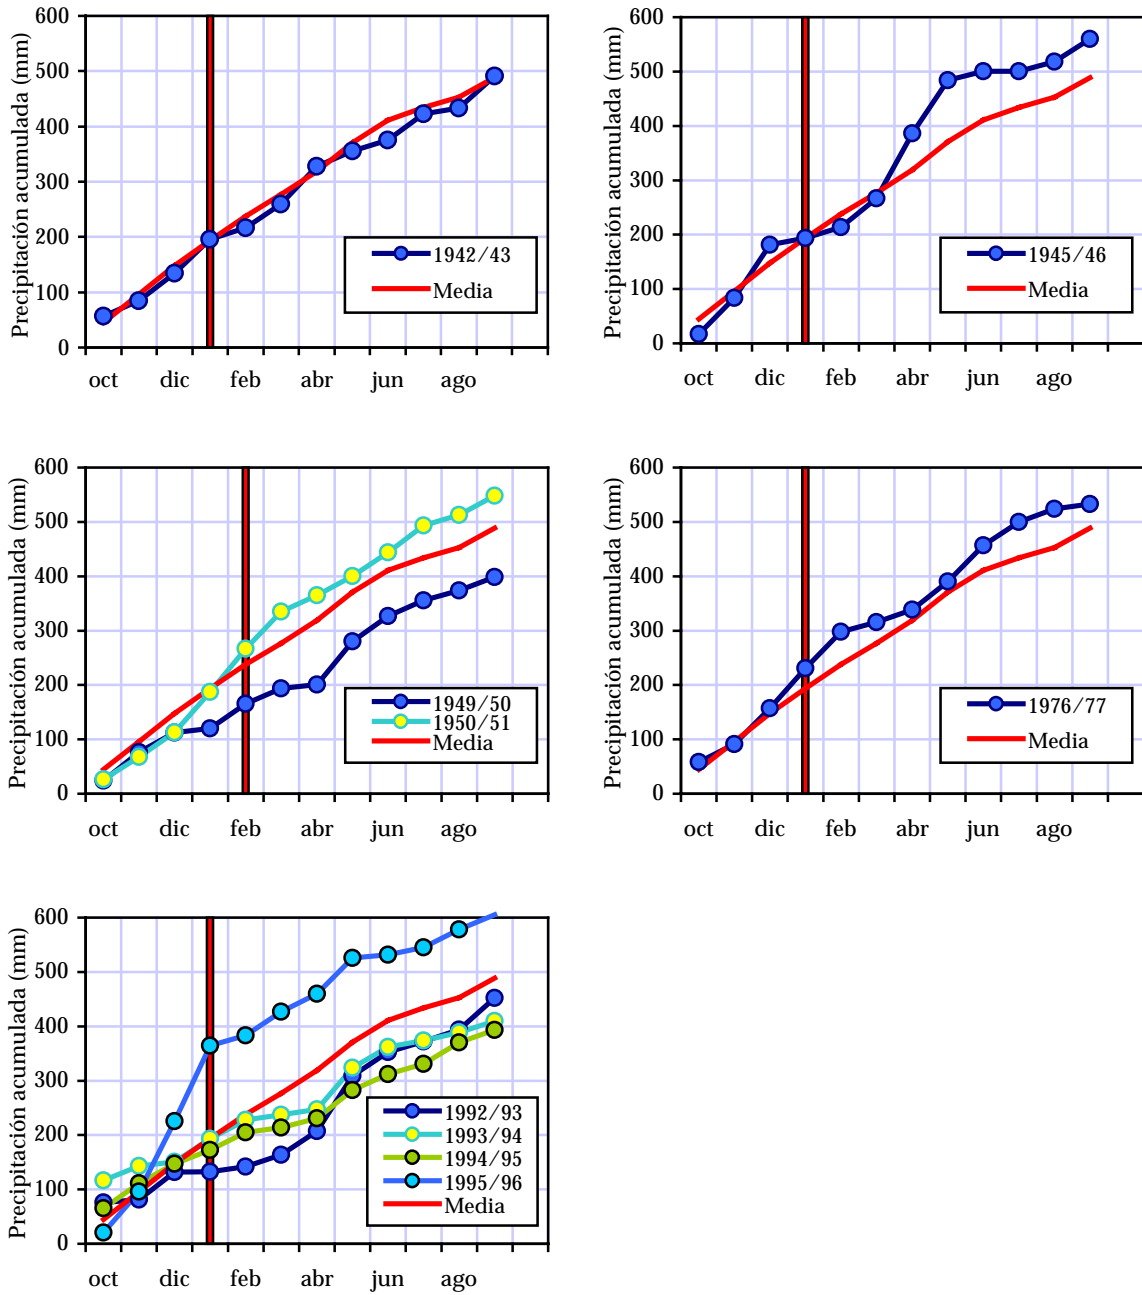 Precipitación acumulada (mm)
600
500
400
300
200
100
0
oct dic feb abr jun ago
1942/43
Media
Precipitación acumulada (mm)
600
500
400
300
200
100
0
oct dic feb abr jun ago
1945/46
Media
Precipitación acumulada (mm)
600
500
400
300
200
100
0
oct dic feb abr jun ago
1949/50
1950/51
Media
Precipitación acumulada (mm)
600
500
400
300
200
100
0
oct dic feb abr jun ago
1976/77
Media
Precipitación acumulada (mm)
600
500
400
300
200
100
0
oct dic feb abr jun ago
1992/93
1993/94
1994/95
1995/96
Media